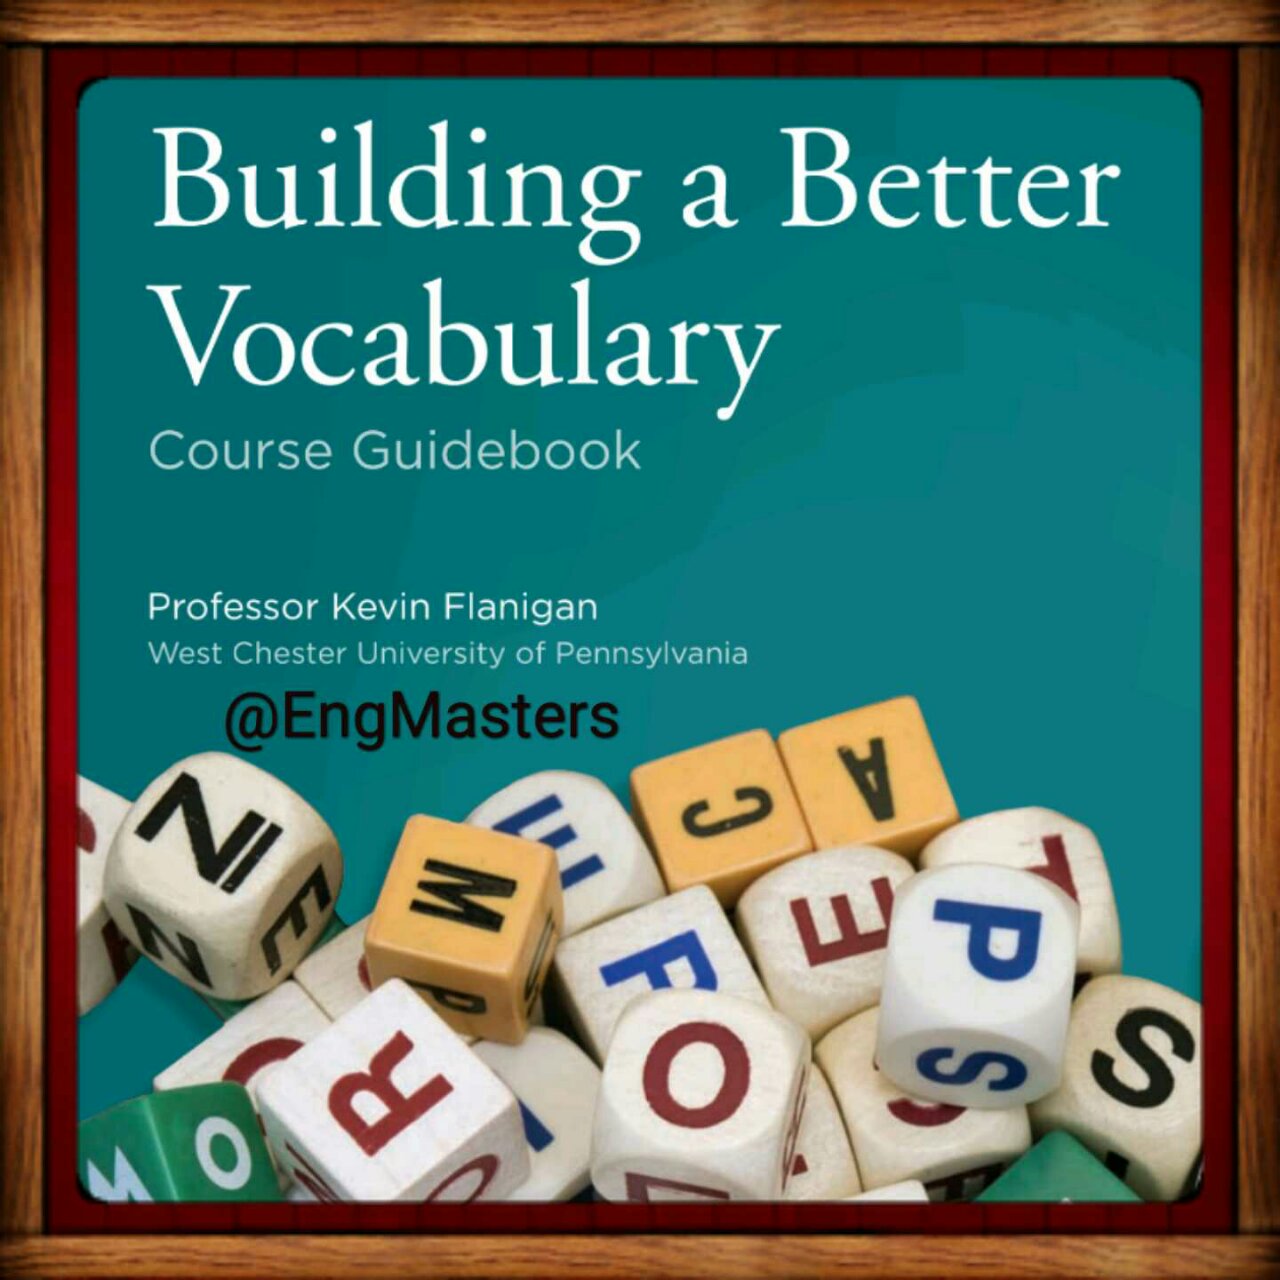 Building a Better
Vocabulary
Course Guidebook
Professor Kevin Flanigan
West Chester University of Pennsylvania
@EngMasters
A
C
E
N
M
E
T
E
P
P
N
P
S
O
S
R
O
M